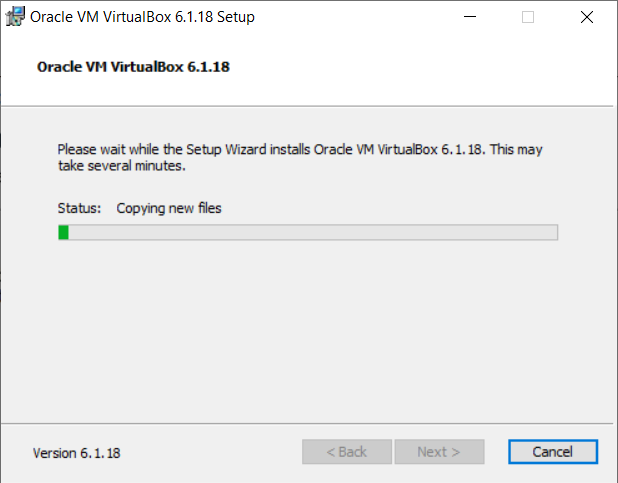 Oracle VM VirtualBox 6.1.18 Setup
Oracle VM VirtualBox 6.1.18
Please wait while the Setup Wizard installs Oracle VM VirtualBox 6.1.18. This may
take several minutes.
Status: Copying new files
Version 6.1.18
< Back Next > Cancel